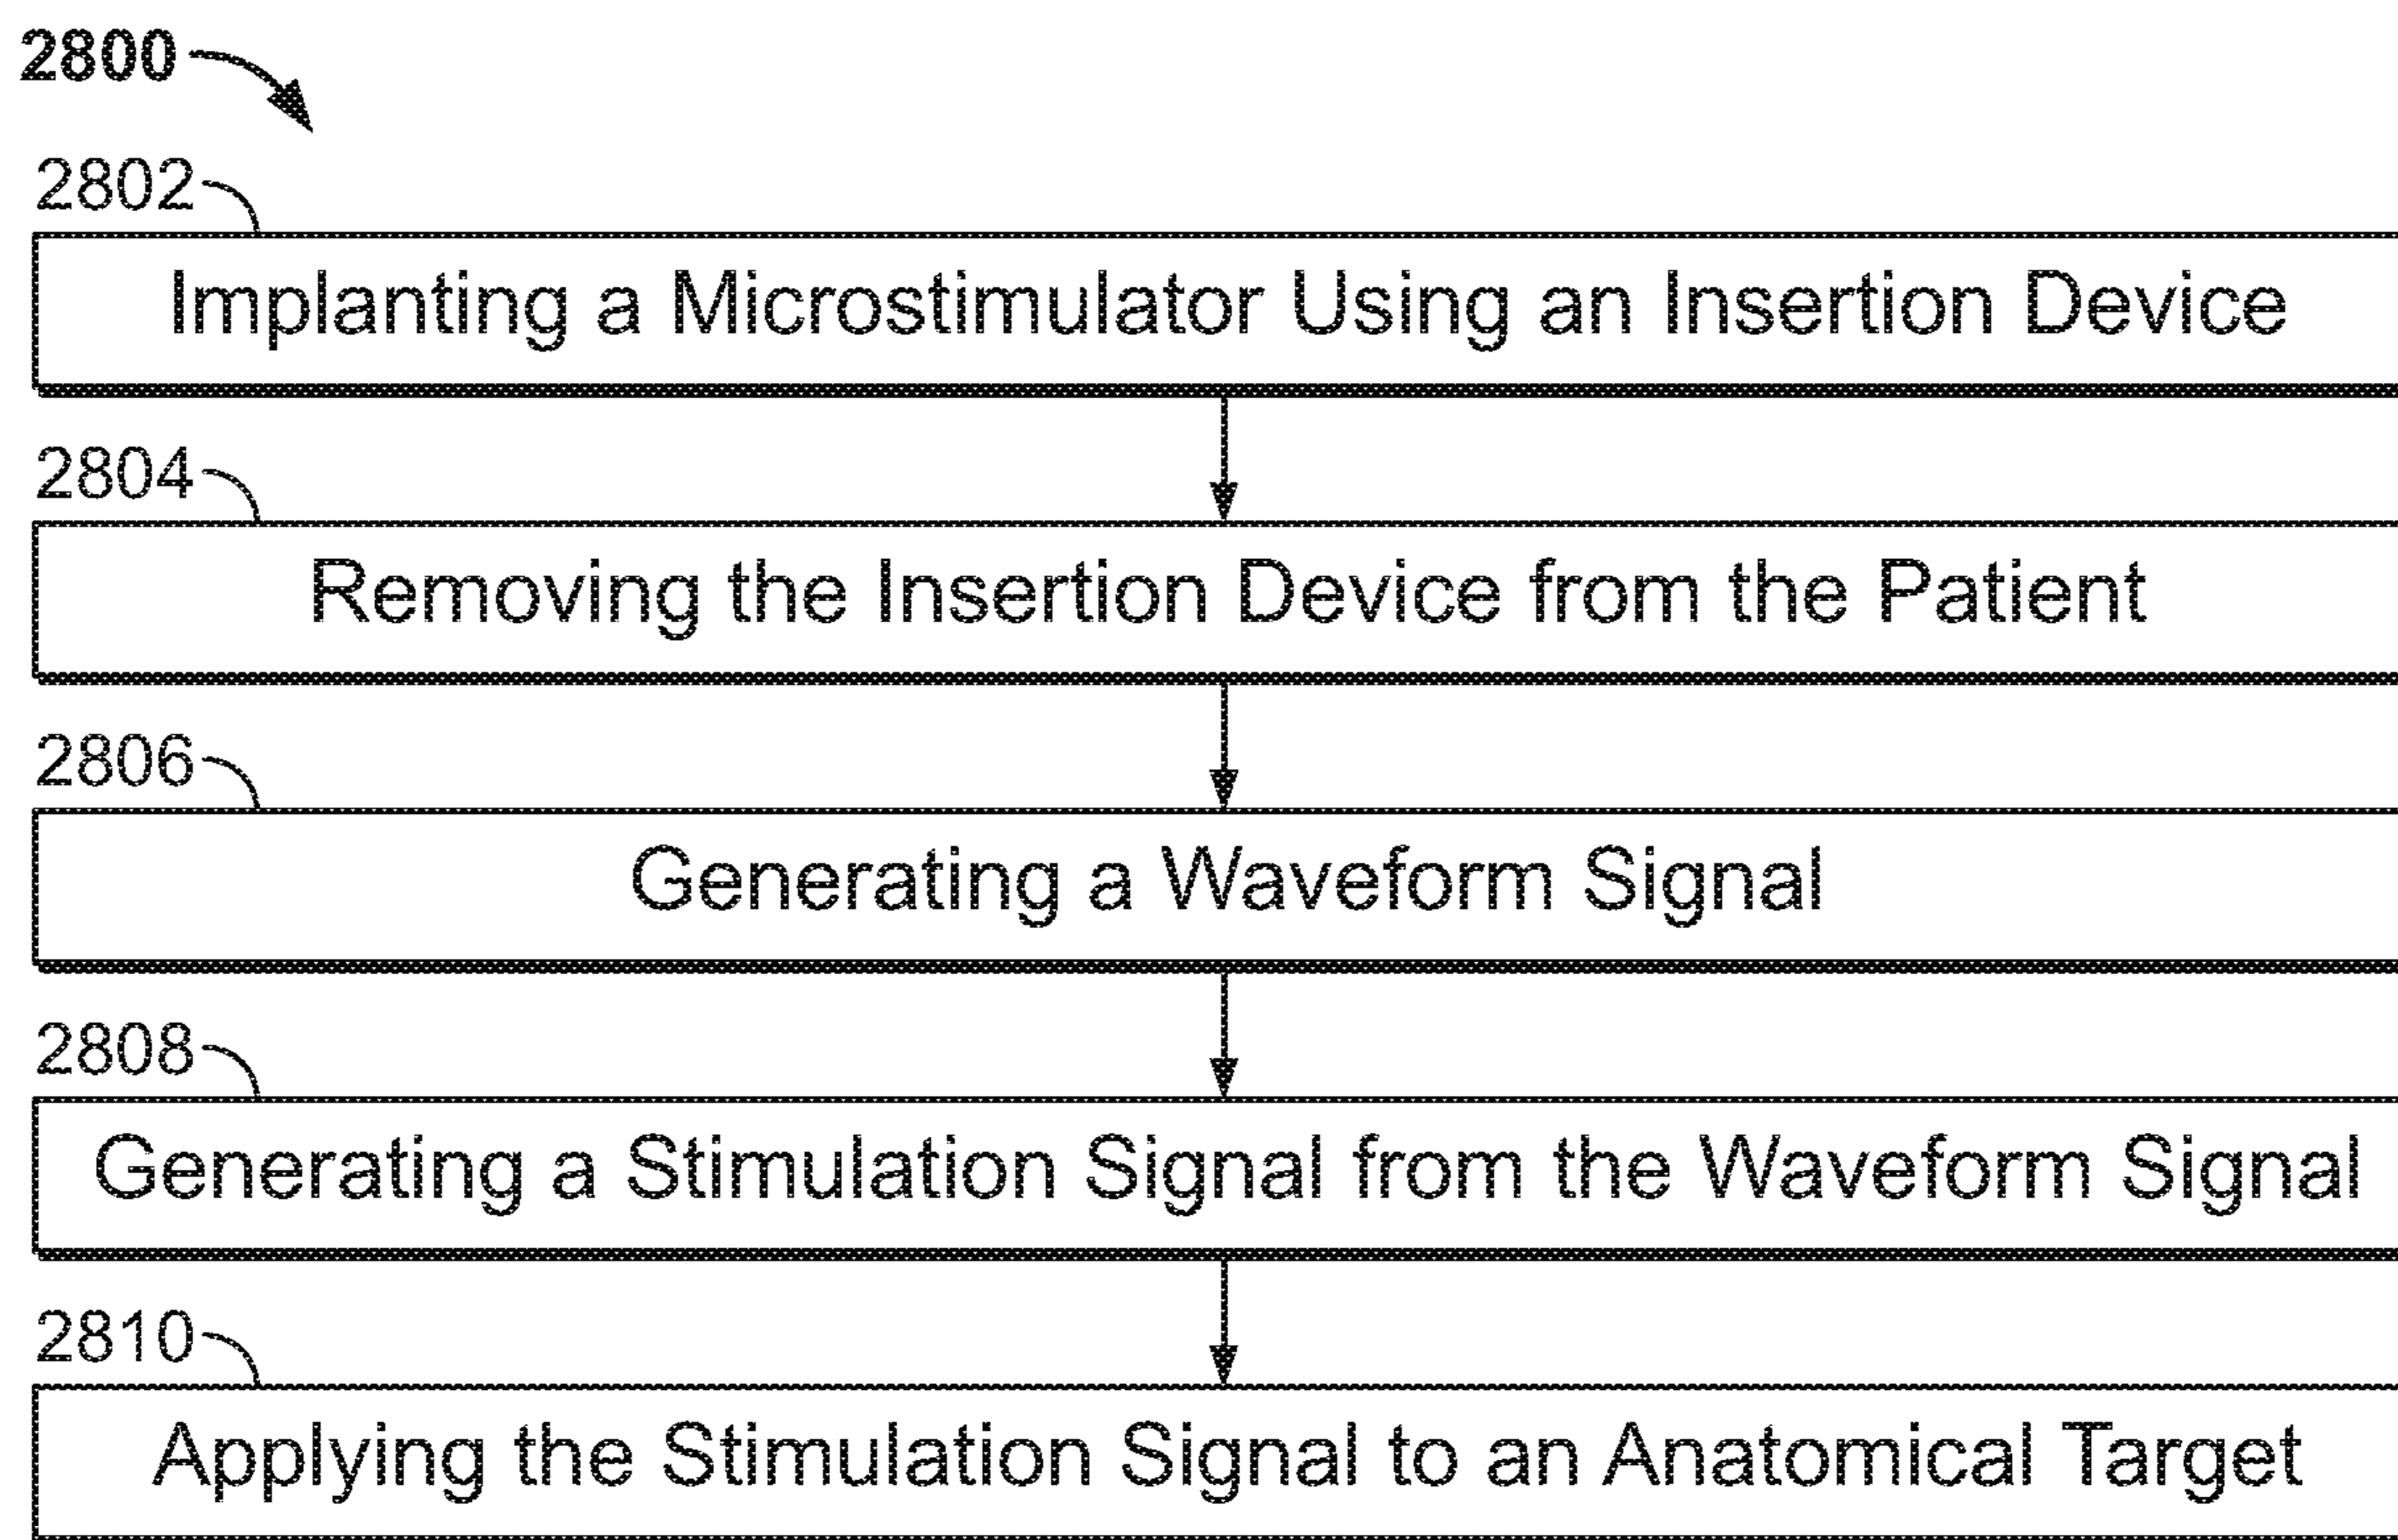 2800
2802
Implanting a Microstimulator Using an Insertion Device
2804
Removing the Insertion Device from the Patient
2806
Generating a Waveform Signal
2808
Generating a Stimulation Signal from the Waveform Signal
2810
Applying the Stimulation Signal to an Anatomical Target